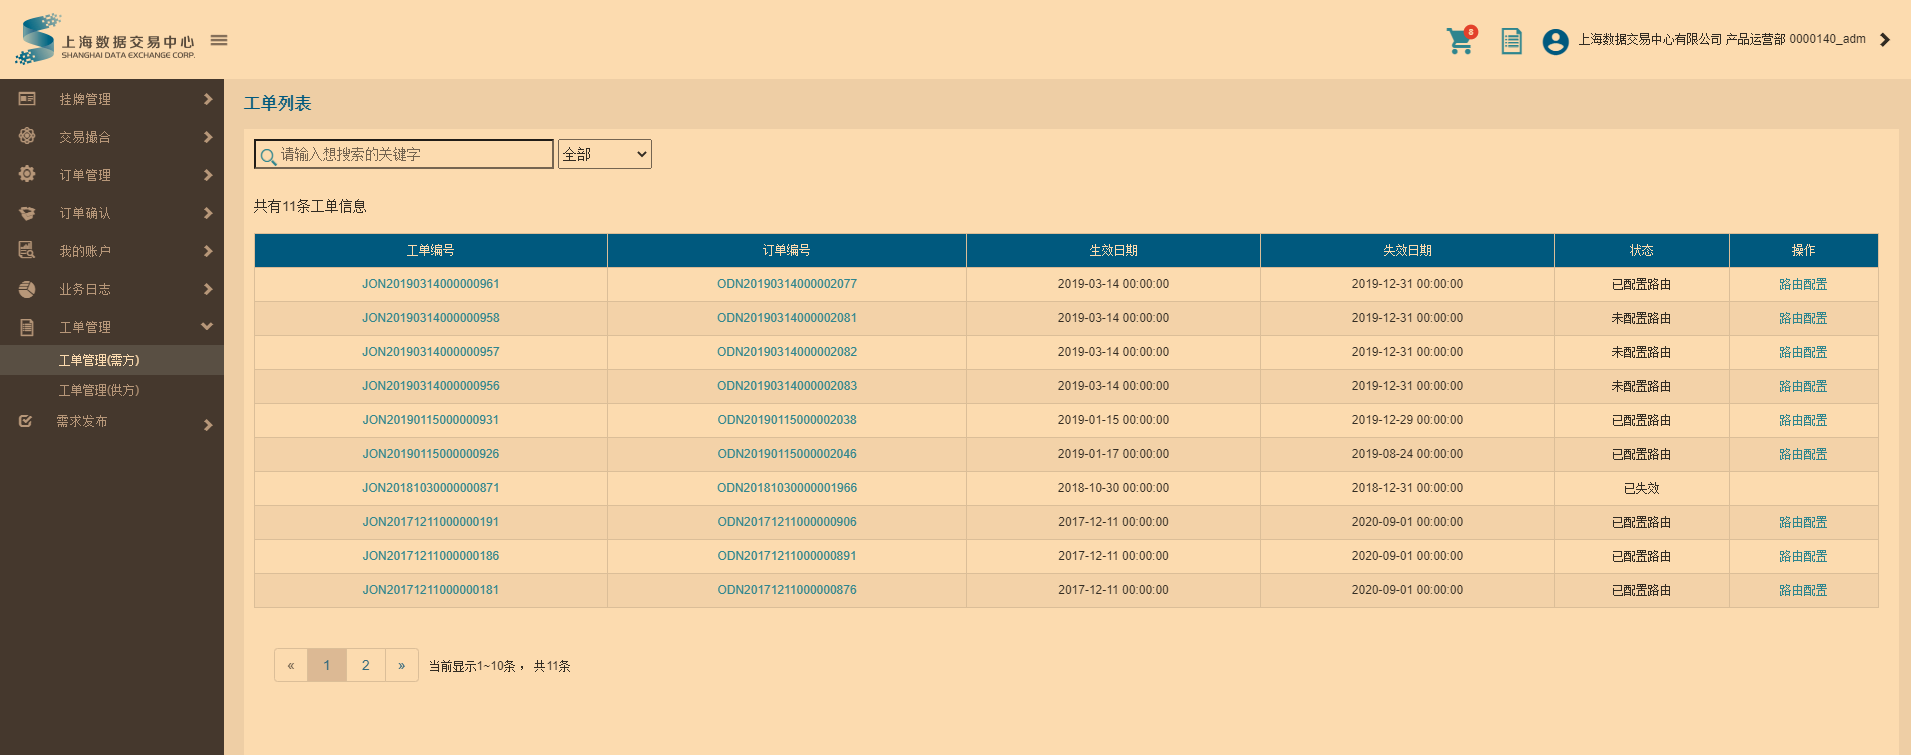 上海数据交易中心
SHANGHAI DATA EXCHANGE CORP.
8
上海数据交易中心有限公司 产品运营部 0000140_adm
挂牌管理
交易撮合
订单管理
订单确认
我的账户
业务日志
工单管理
工单管理(需方)
工单管理(供方)
需求发布
工单列表
请输入想搜索的关键字 全部
共有11条工单信息
工单编号 订单编号 生效日期 失效日期 状态 操作
JON20190314000000961 ODN20190314000002077 2019-03-14 00:00:00 2019-12-31 00:00:00 已配置路由 路由配置
JON20190314000000958 ODN20190314000002081 2019-03-14 00:00:00 2019-12-31 00:00:00 未配置路由 路由配置
JON20190314000000957 ODN20190314000002082 2019-03-14 00:00:00 2019-12-31 00:00:00 未配置路由 路由配置
JON20190314000000956 ODN20190314000002083 2019-03-14 00:00:00 2019-12-31 00:00:00 未配置路由 路由配置
JON20190115000000931 ODN20190115000002038 2019-01-15 00:00:00 2019-12-29 00:00:00 已配置路由 路由配置
JON20190115000000926 ODN20190115000002046 2019-01-17 00:00:00 2019-08-24 00:00:00 已配置路由 路由配置
JON20181030000000871 ODN20181030000001966 2018-10-30 00:00:00 2018-12-31 00:00:00 已失效
JON20171211000000191 ODN20171211000000906 2017-12-11 00:00:00 2020-09-01 00:00:00 已配置路由 路由配置
JON20171211000000186 ODN20171211000000891 2017-12-11 00:00:00 2020-09-01 00:00:00 已配置路由 路由配置
JON20171211000000181 ODN20171211000000876 2017-12-11 00:00:00 2020-09-01 00:00:00 已配置路由 路由配置
« 1 2 » 当前显示1~10条 ， 共11条